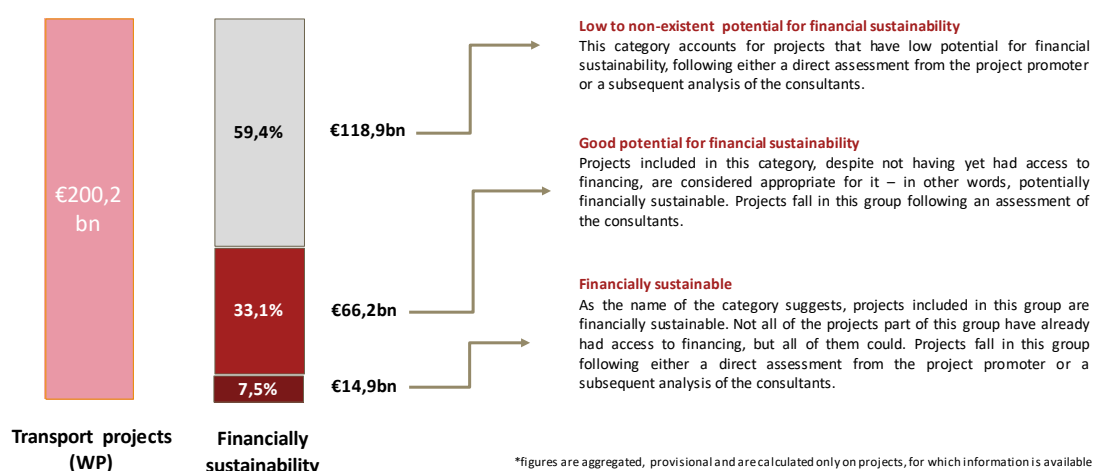 €200,2
bn
Transport projects
(WP)
59,4%
33,1%
7,5%
Financially
sustainability
€118,9bn
€66,2bn
€14,9bn
Low to non-existent potential for financial sustainability
This category accounts for projects that have low potential for financial
sustainability, following either a direct assessment from the project promoter
or a subsequent analysis of the consultants.
Good potential for financial sustainability
Projects included in this category, despite not having yet had access to
financing, are considered appropriate for it – in other words, potentially
financially sustainable. Projects fall in this group following an assessment of
the consultants.
Financially sustainable
As the name of the category suggests, projects included in this group are
financially sustainable. Not all of the projects part of this group have already
had access to financing, but all of them could. Projects fall in this group
following either a direct assessment from the project promoter or a
subsequent analysis of the consultants.
*figures are aggregated, provisional and are calculated only on projects, for which information is available